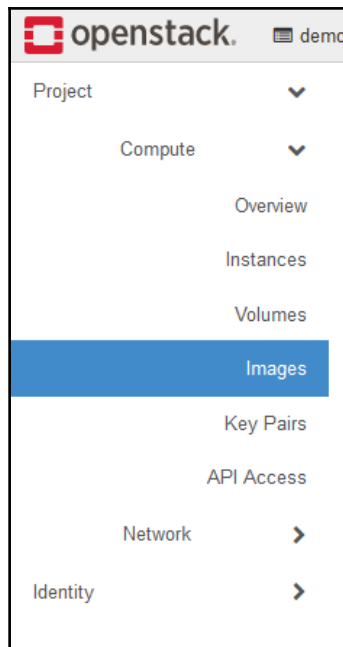 openstack. demo
Project
Compute
Overview
Instances
Volumes
Images
Key Pairs
API Access
Network
Identity